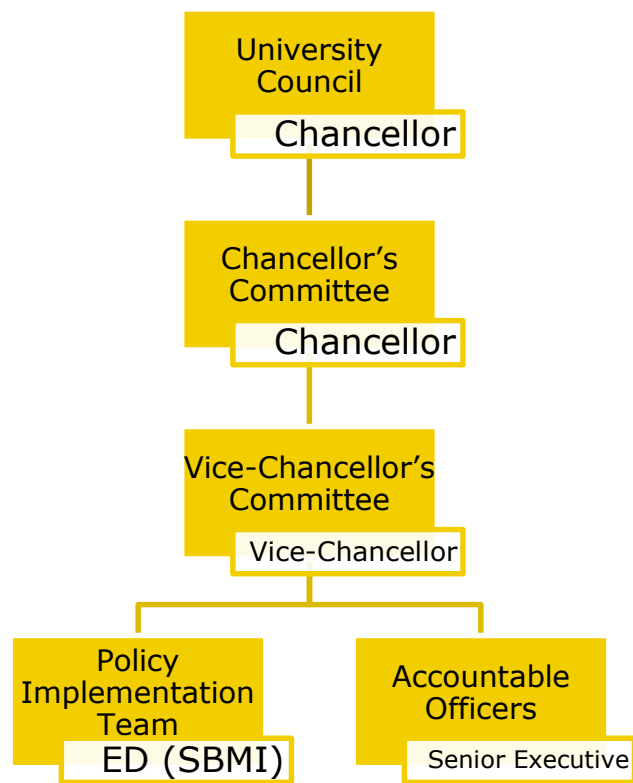 University
Council
Chancellor
Chancellor’s
Committee
Chancellor
Vice-Chancellor’s
Committee
Vice-Chancellor
Policy
Implementation
Team
ED (SBMI)
Accountable
Officers
Senior Executive